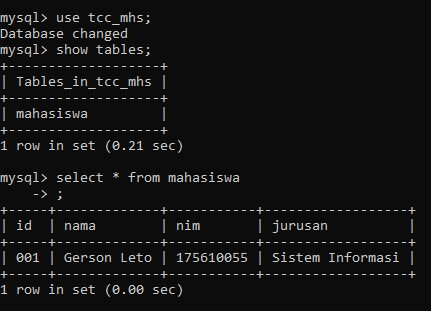 mysql> use tcc_mhs;
Database changed
mysql> show tables;
+-------------------+
| Tables_in_tcc_mhs |
+-------------------+
| mahasiswa         |
+-------------------+
1 row in set (0.21 sec)

mysql> select * from mahasiswa
    -> ;
+-----+-------------+-----------+------------------+
| id  | nama        | nim       | jurusan          |
+-----+-------------+-----------+------------------+
| 001 | Gerson Leto | 175610055 | Sistem Informasi |
+-----+-------------+-----------+------------------+
1 row in set (0.00 sec)